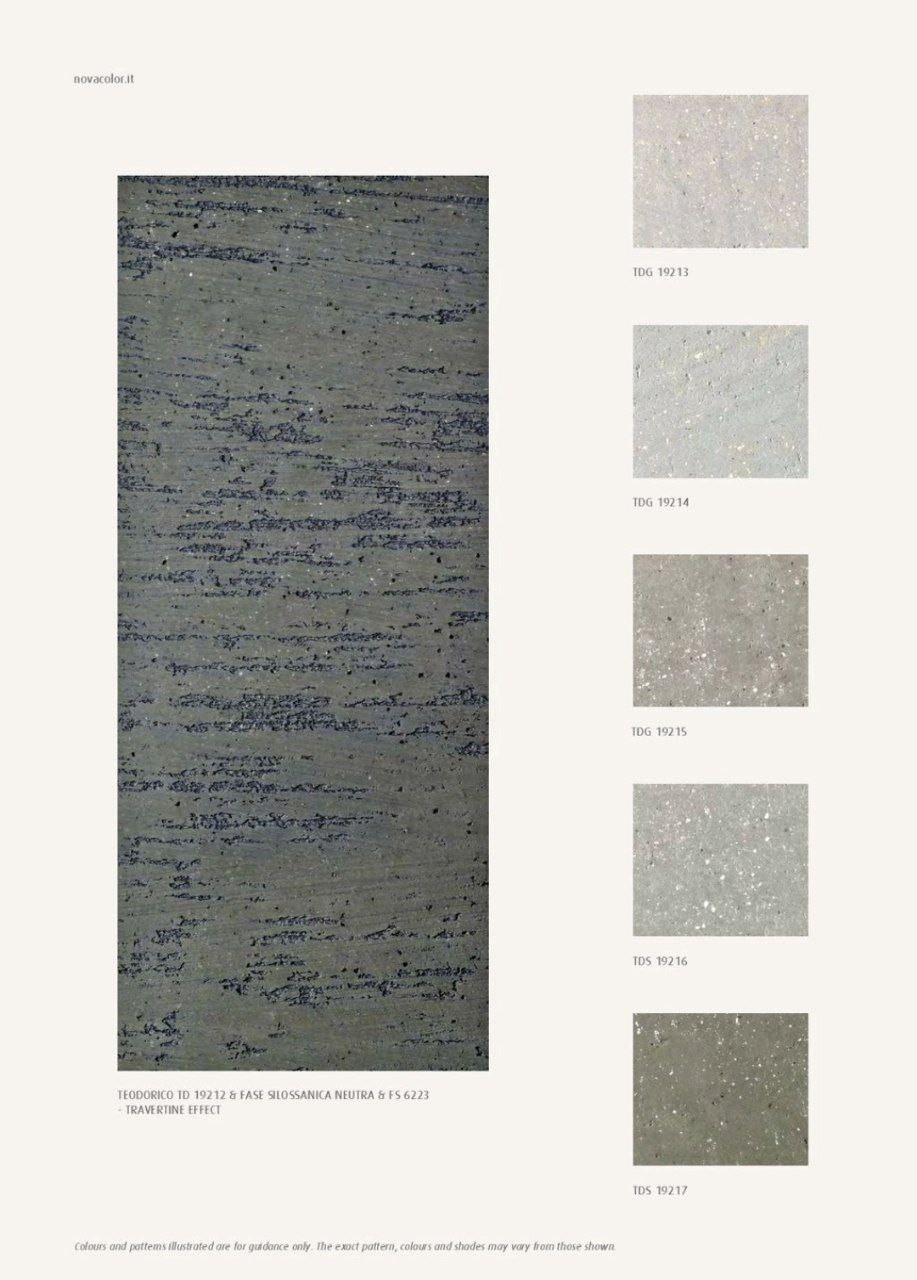 novacolor.it
TDG 19213
TDG 19214
TDG 19215
TDS 19216
TDS 19217
TEODORICO TD 19212 & FASE SILOSSANICA NEUTRA & FS 6223
- TRAVERTINE EFFECT
Colours and patterns illustrated are for guidance only. The exact pattern, colours and shades may vary from those shown.